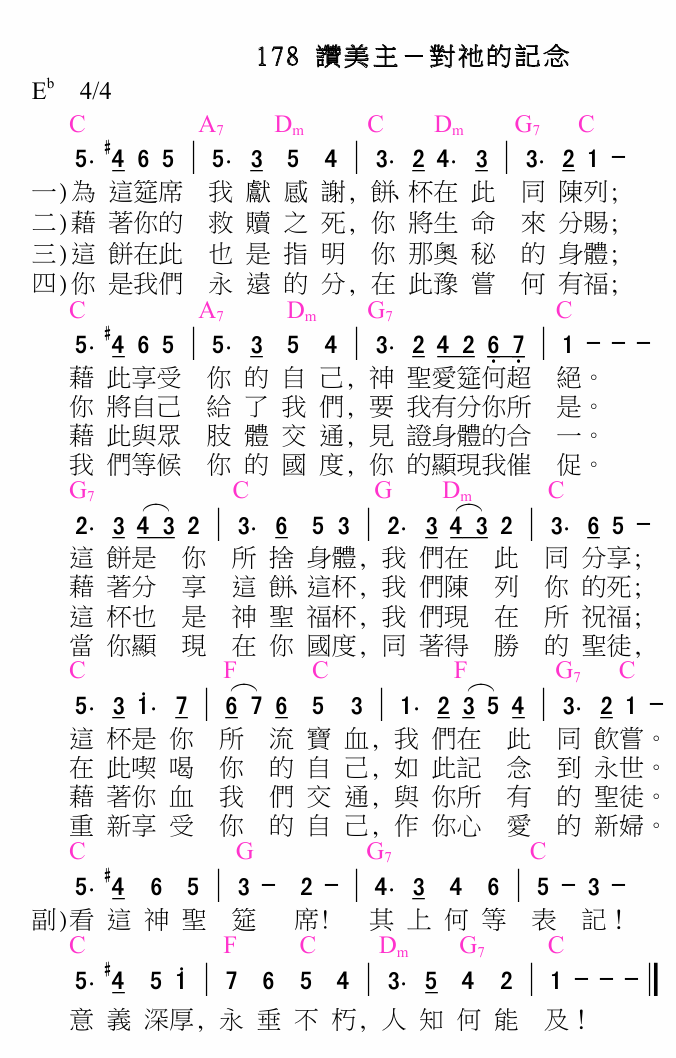 178 讚美主－對祂的記念
E♭ 4/4
C A7 Dm C Dm G7 C
5· #4 6 5 | 5· 3 5 4 | 3· 2 4· 3 | 3· 2 1 －
一)為 這筵席 我 獻 感 謝, 餅、杯在 此 同 陳列;
二)藉 著你的 救 贖 之 死, 你 將生 命 來 分賜;
三)這 餅在此 也 是 指 明 你 那奧 秘 的 身體;
四)你 是我們 永 遠 的 分, 在 此豫 嘗 何 有福;
C A7 Dm G7 C
5· #4 6 5 | 5· 3 5 4 | 3· 2 4 2 6 7 | 1 － － －
藉 此享受 你 的 自 己, 神 聖愛筵何超 絕。
你 將自己 給 了 我 們, 要 我有分你所 是。
藉 此與眾 肢 體 交 通, 見 證身體的合 一。
我 們等候 你 的 國 度, 你 的顯現我催 促。
G7 C G Dm C
2· 3 4 3 2 | 3· 6 5 3 | 2· 3 4 3 2 | 3· 6 5 －
這 餅是 你 所 捨 身體, 我 們在 此 同 分享;
藉 著分 享 這 餅、這杯, 我 們陳 列 你 的死;
這 杯也 是 神 聖 福杯, 我 們現 在 所 祝福;
當 你顯 現 在 你 國度, 同 著得 勝 的 聖徒,
C F C F G7 C
5· 3 1· 7 | 6 7 6 5 3 | 1· 2 3 5 4 | 3· 2 1 －
這 杯是 你 所 流 寶 血, 我 們在 此 同 飲嘗。
在 此喫 喝 你 的 自 己, 如 此記 念 到 永世。
藉 著你 血 我 們 交 通, 與 你所 有 的 聖徒。
重 新享 受 你 的 自 己, 作 你心 愛 的 新婦。
C G G7 C
5· #4 6 5 | 3 － 2 － | 4· 3 4 6 | 5 － 3 －
副)看 這 神 聖 筵 席! 其 上 何 等 表 記!
C F C Dm G7 C
5· #4 5 1 | 7 6 5 4 | 3· 5 4 2 | 1 － － －
意 義 深厚, 永 垂 不 朽, 人 知 何 能 及!